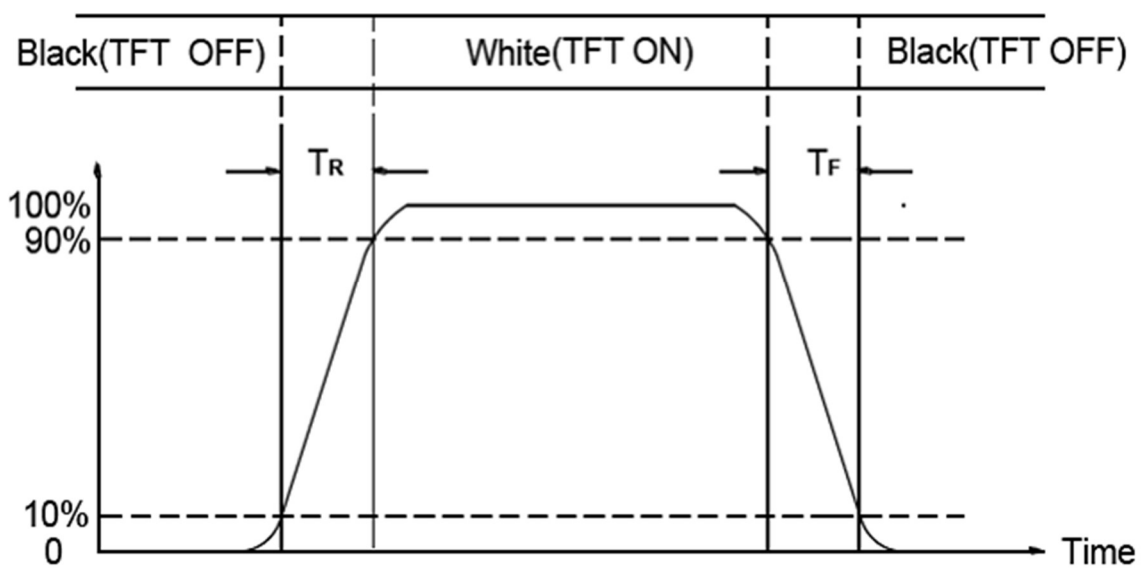 Black(TFT OFF) White(TFT ON) Black(TFT OFF)
TR TF
100%
90%
10%
0
Time